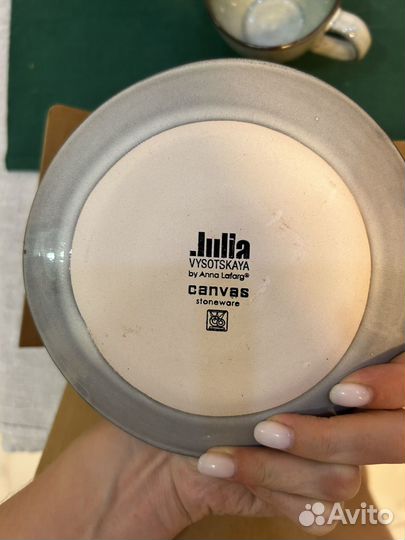 Julia
VYSOTSKAYA
by Anna Lafarg®
canvas
stoneware
Avito